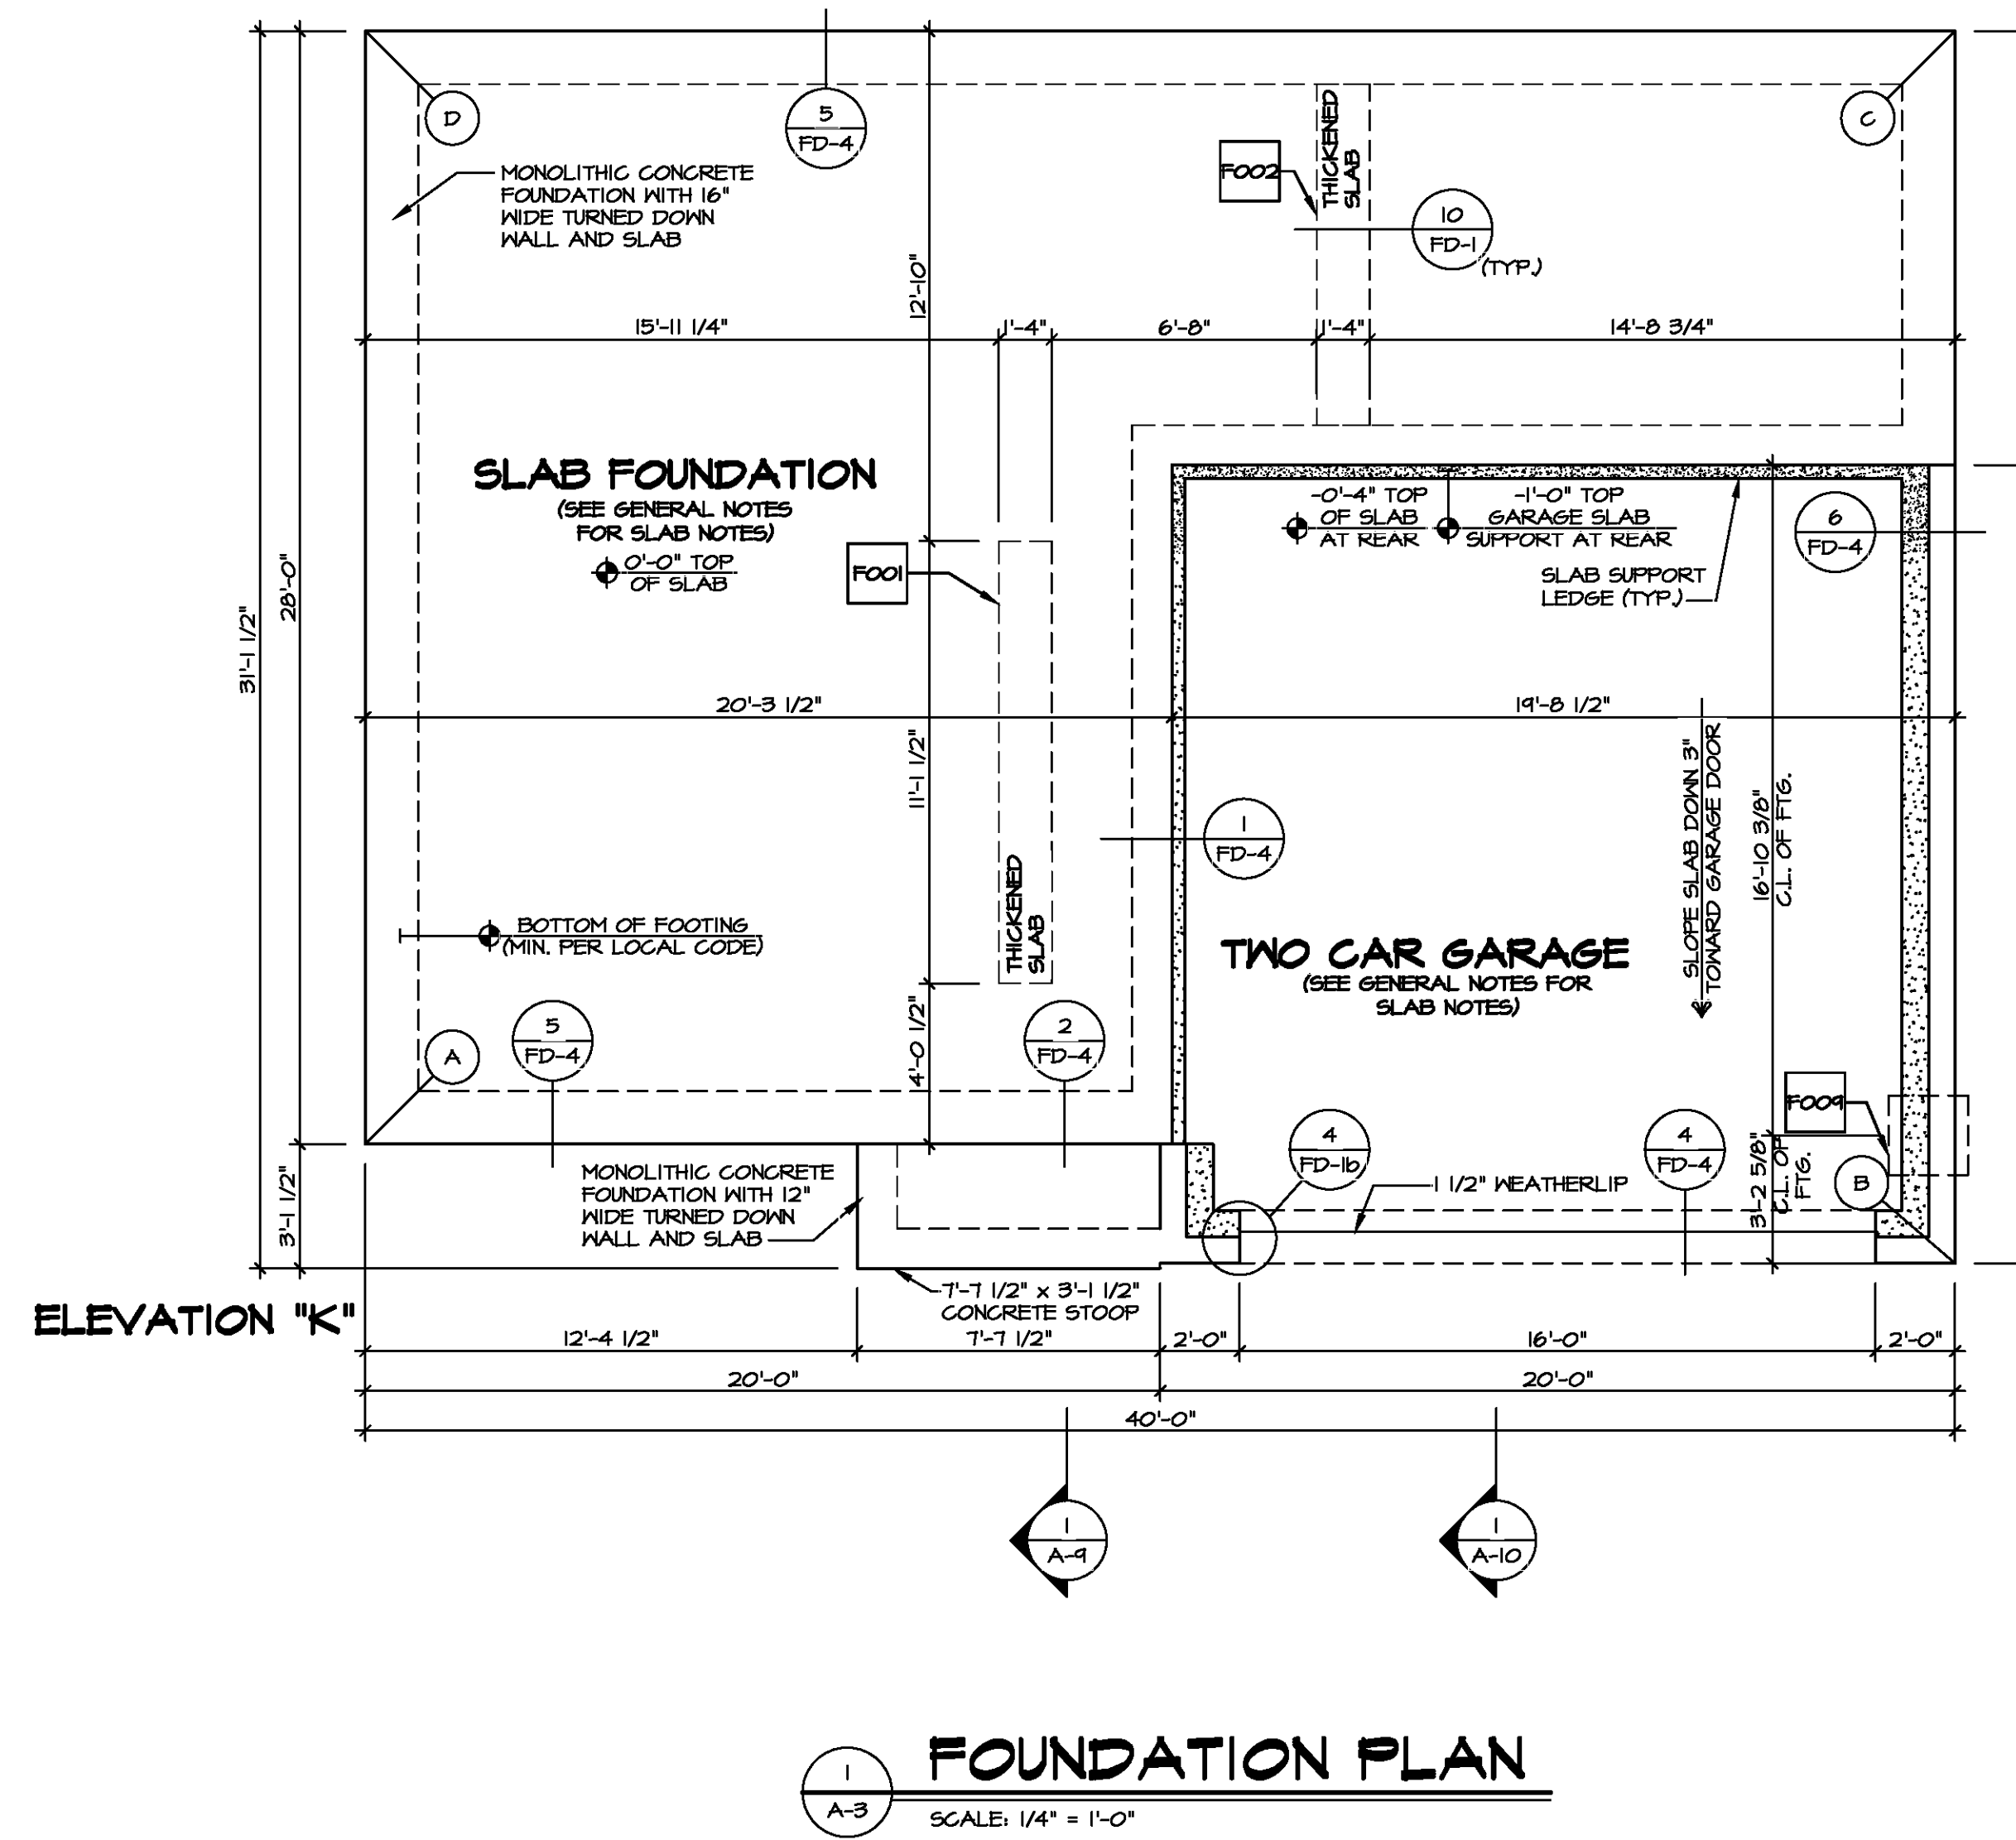 D
5
FD-4
C
MONOLITHIC CONCRETE
FOUNDATION WITH 16"
WIDE TURNED DOWN
WALL AND SLAB
F002
THICKENED
SLAB
10
FD-1
(TYP.)
12'-10"
15'-11 1/4"
1'-4"
6'-8"
1'-4"
14'-8 3/4"
SLAB FOUNDATION
(SEE GENERAL NOTES
FOR SLAB NOTES)
0'-0" TOP
OF SLAB
F001
-0'-4" TOP
OF SLAB
AT REAR
-1'-0" TOP
GARAGE SLAB
SUPPORT AT REAR
6
FD-4
SLAB SUPPORT
LEDGE (TYP.)
31'-1 1/2"
28'-0"
20'-3 1/2"
19'-8 1/2"
11'-1 1/2"
SLOPE SLAB DOWN 3"
TOWARD GARAGE DOOR
16'-10 3/8"
C.L. OF FTG.
1
FD-4
THICKENED
SLAB
BOTTOM OF FOOTING
(MIN. PER LOCAL CODE)
TWO CAR GARAGE
(SEE GENERAL NOTES FOR
SLAB NOTES)
A
5
FD-4
2
FD-4
4'-0 1/2"
F009
4
FD-1b
4
FD-4
3'-2 5/8"
C.L. OF
FTG.
B
3'-1 1/2"
MONOLITHIC CONCRETE
FOUNDATION WITH 12"
WIDE TURNED DOWN
WALL AND SLAB
1 1/2" WEATHERLIP
7'-7 1/2" x 3'-1 1/2"
CONCRETE STOOP
ELEVATION "K"
12'-4 1/2"
7'-7 1/2"
2'-0"
16'-0"
2'-0"
20'-0"
20'-0"
40'-0"
1
A-9
1
A-10
1
A-3
FOUNDATION PLAN
SCALE: 1/4" = 1'-0"